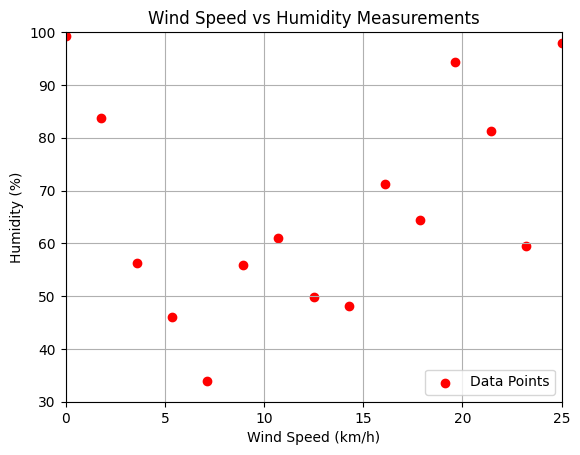 Wind Speed vs Humidity Measurements
100
90
80
70
60
50
40
30
Humidity (%)
Data Points
0 5 10 15 20 25
Wind Speed (km/h)